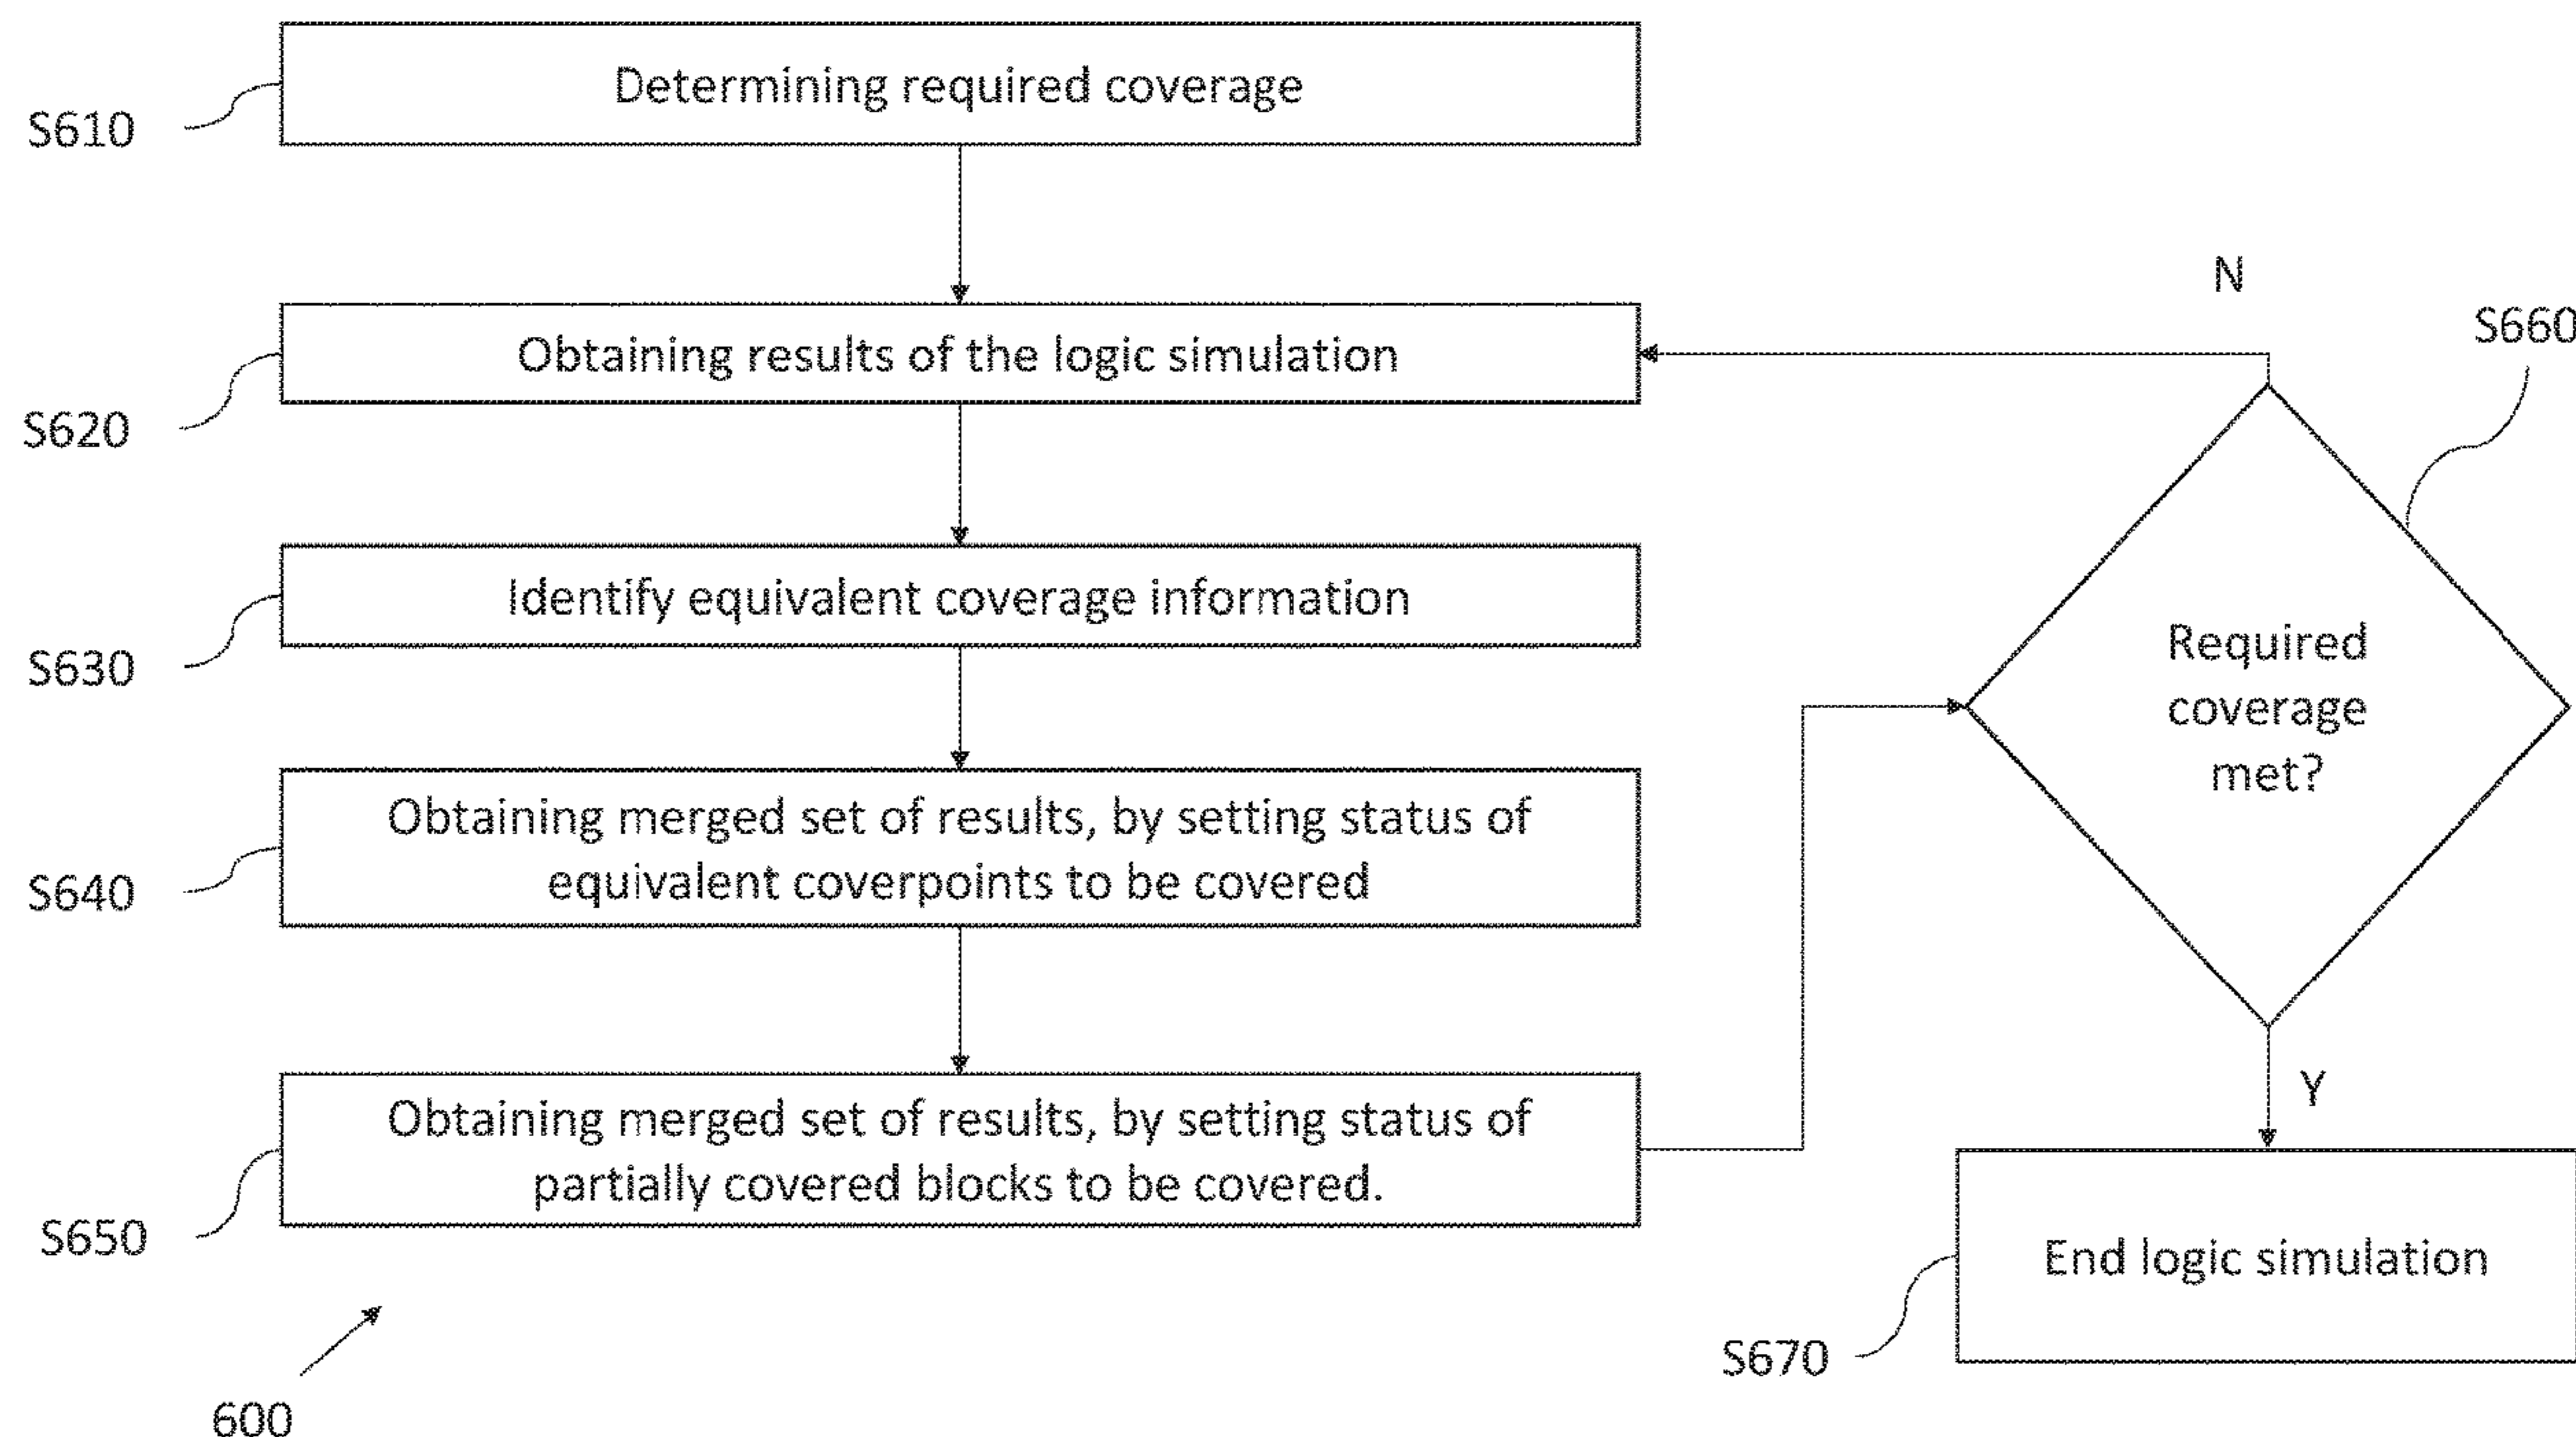 Determining required coverage
S610
N
S660
Obtaining results of the logic simulation
S620
Identify equivalent coverage information
S630
Required
coverage
met?
Obtaining merged set of results, by setting status of
equivalent coverpoints to be covered
S640
Obtaining merged set of results, by setting status of
partially covered blocks to be covered.
S650
Y
End logic simulation
S670
600